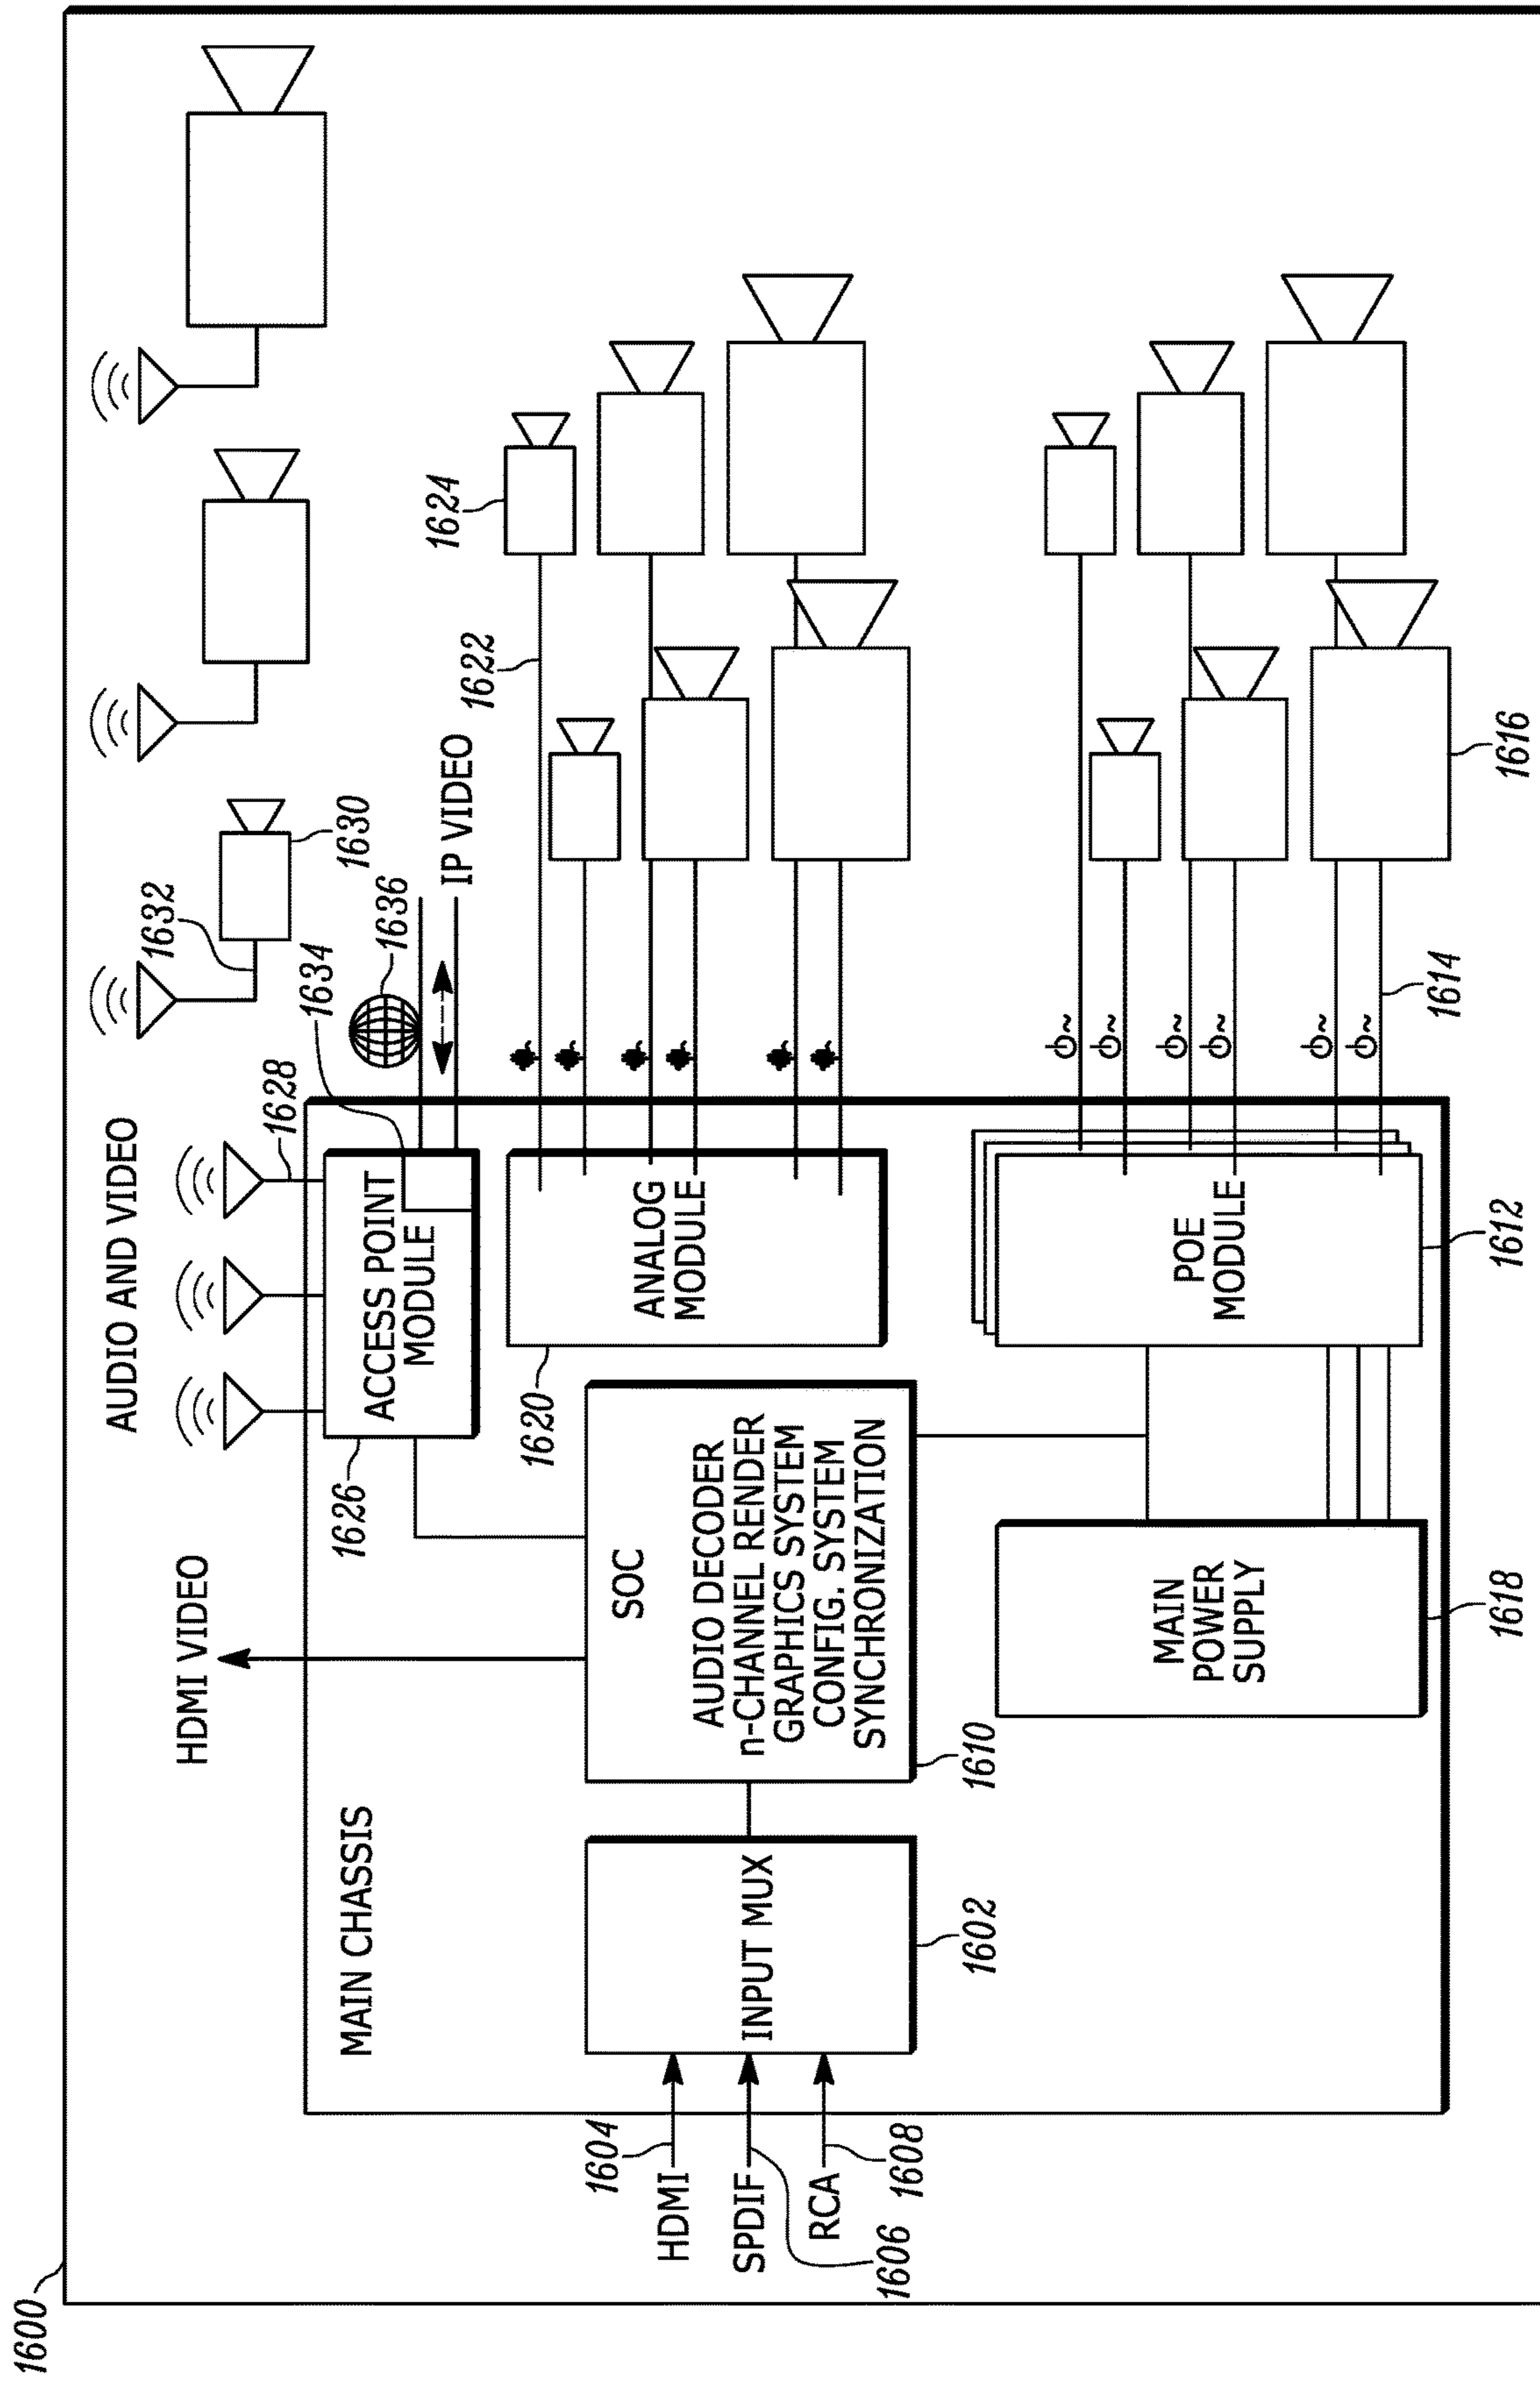 1600
AUDIO AND VIDEO
HDMI VIDEO
MAIN CHASSIS
HDMI
1604
SPDIF
1606
RCA
1608
INPUT MUX
1602
SOC
AUDIO DECODER
n-CHANNEL RENDER
GRAPHICS SYSTEM
CONFIG. SYSTEM
SYNCHRONIZATION
1610
MAIN
POWER
SUPPLY
1618
ACCESS POINT
MODULE
1626
1628
1634
1636
IP VIDEO
1632
1630
ANALOG
MODULE
1620
1622
1624
POE
MODULE
1612
1614
1616